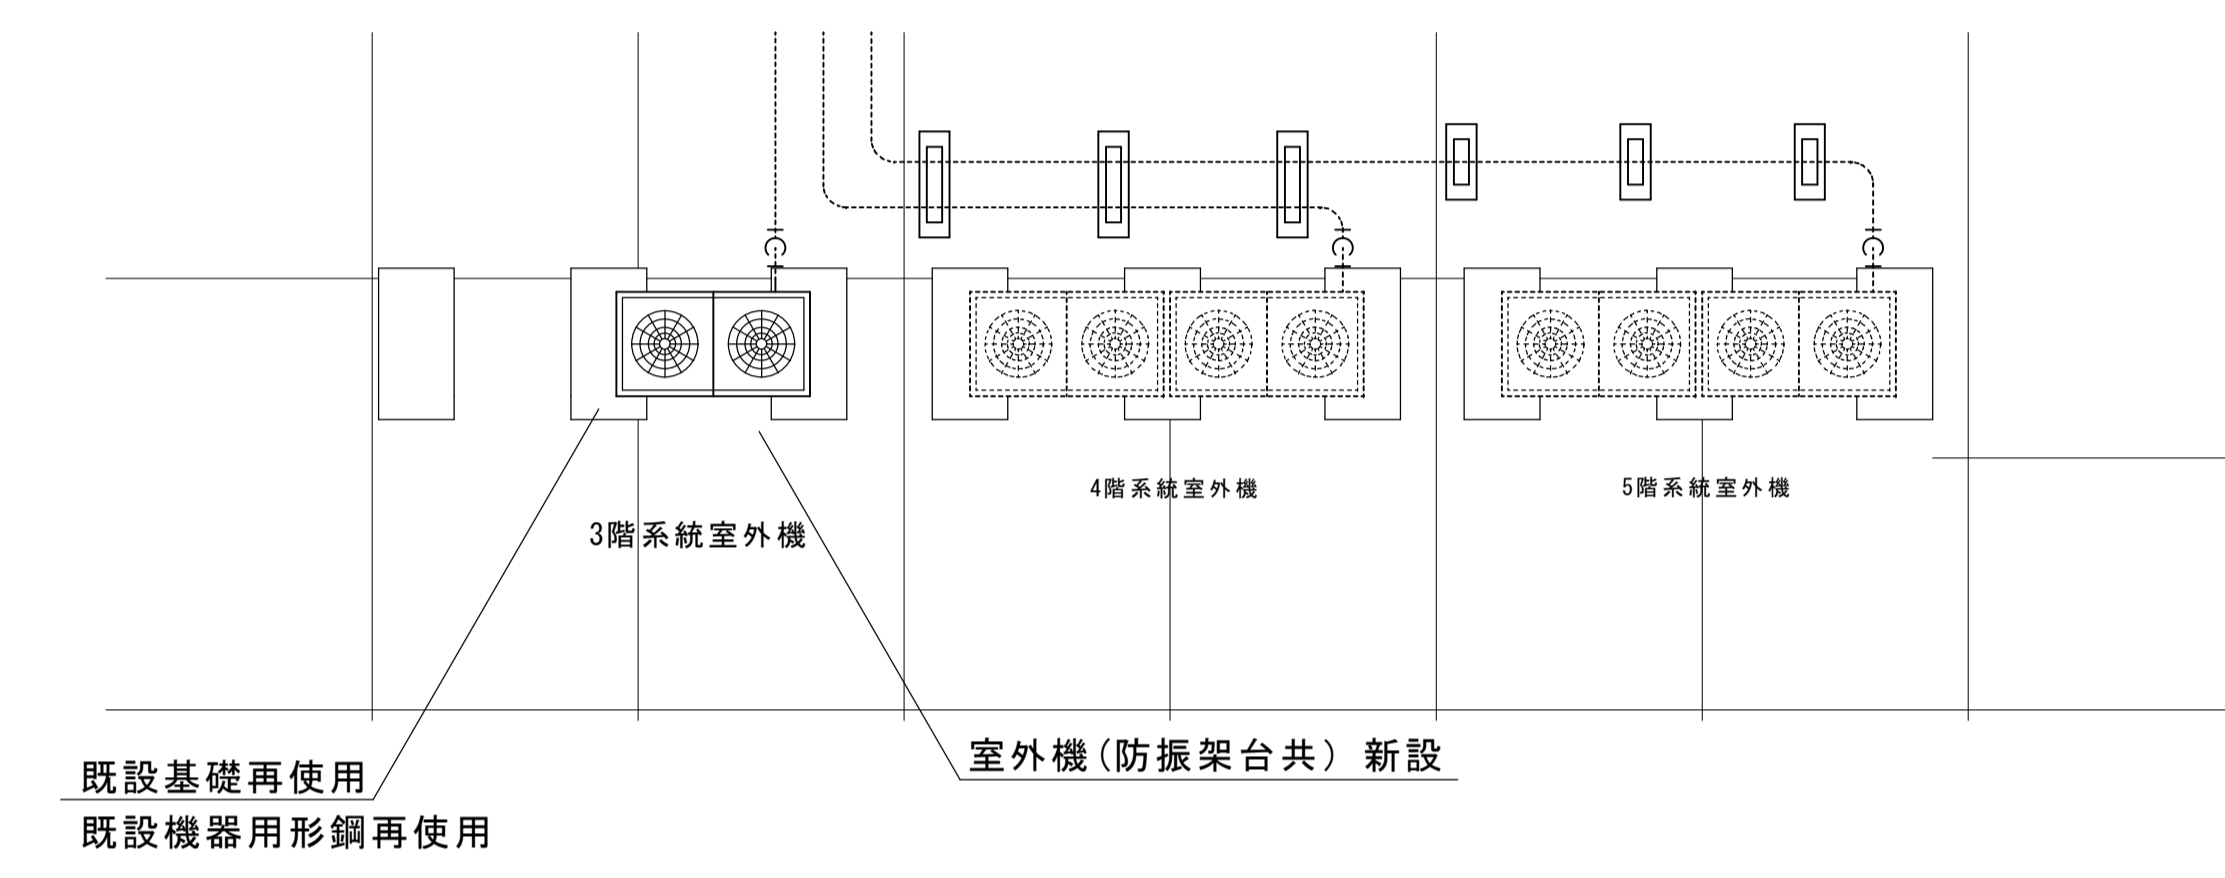 4階系統室外機
5階系統室外機
3階系統室外機
室外機(防振架台共) 新設
既設基礎再使用
既設機器用形鋼再使用